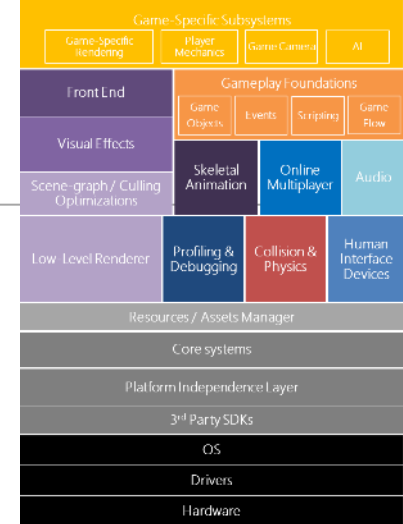 Game-Specific Subsystems
Game-Specific
Rendering
Player
Mechanics
Game Camera
AI
Front End
Gameplay Foundations
Game
Objects
Events
Scripting
Game
Flow
Visual Effects
Skeletal
Animation
Online
Multiplayer
Audio
Scene-graph / Culling
Optimizations
Low-Level Renderer
Profiling &
Debugging
Collision &
Physics
Human
Interface
Devices
Resources / Assets Manager
Core systems
Platform Independence Layer
3rd Party SDKs
OS
Drivers
Hardware